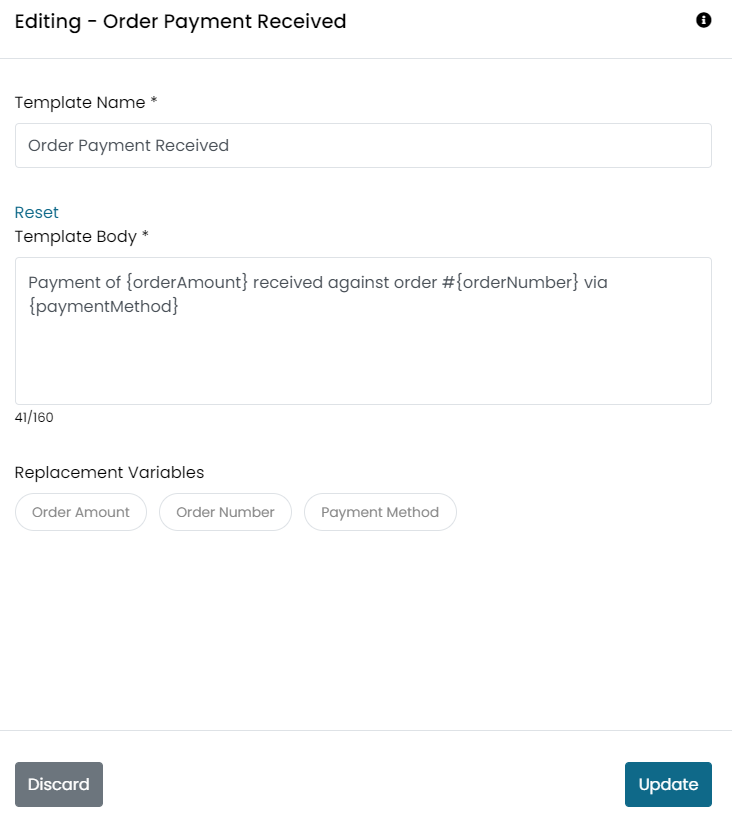 Editing - Order Payment Received
Template Name *
Order Payment Received
Reset
Template Body *
Payment of {orderAmount} received against order #{orderNumber} via
{paymentMethod}
41/160
Replacement Variables
Order Amount Order Number Payment Method
Discard Update